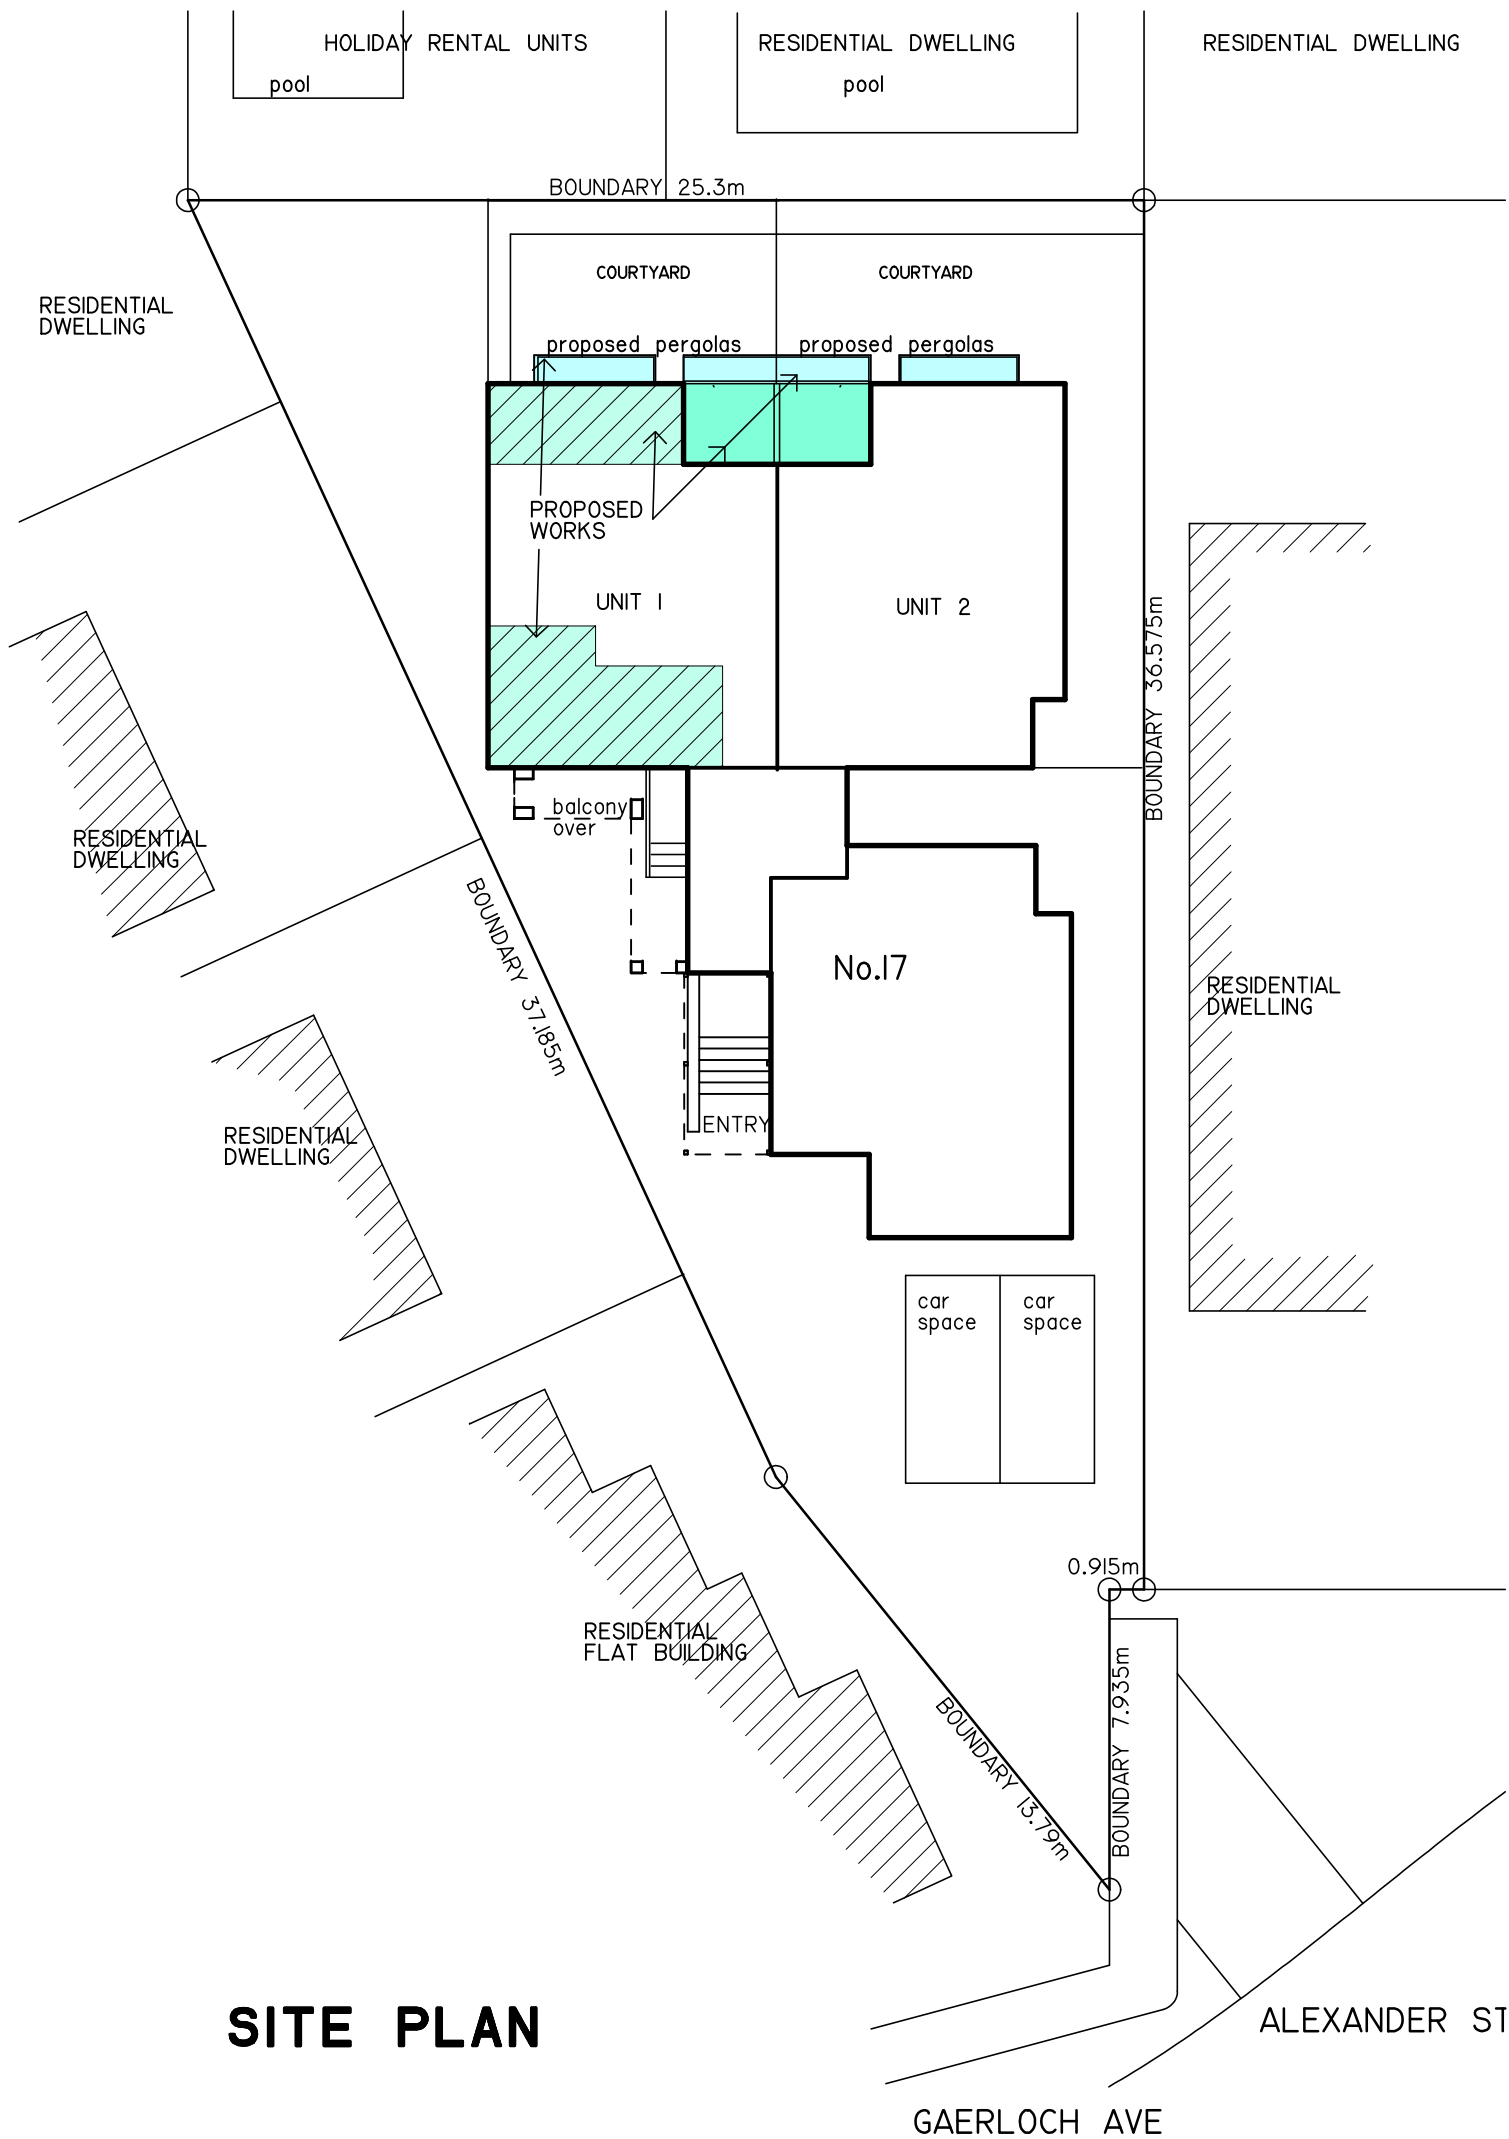 HOLIDAY RENTAL UNITS
pool
RESIDENTIAL DWELLING
pool
RESIDENTIAL DWELLING
BOUNDARY 25.3m
COURTYARD
COURTYARD
RESIDENTIAL
DWELLING
proposed pergolas
proposed pergolas
PROPOSED
WORKS
UNIT 1
UNIT 2
BOUNDARY 36.575m
balcony
over
RESIDENTIAL
DWELLING
BOUNDARY 37.185m
No.17
RESIDENTIAL
DWELLING
ENTRY
RESIDENTIAL
DWELLING
car
space
car
space
0.915m
RESIDENTIAL
FLAT BUILDING
BOUNDARY 7.935m
BOUNDARY 13.79m
SITE PLAN
ALEXANDER ST
GAERLOCH AVE